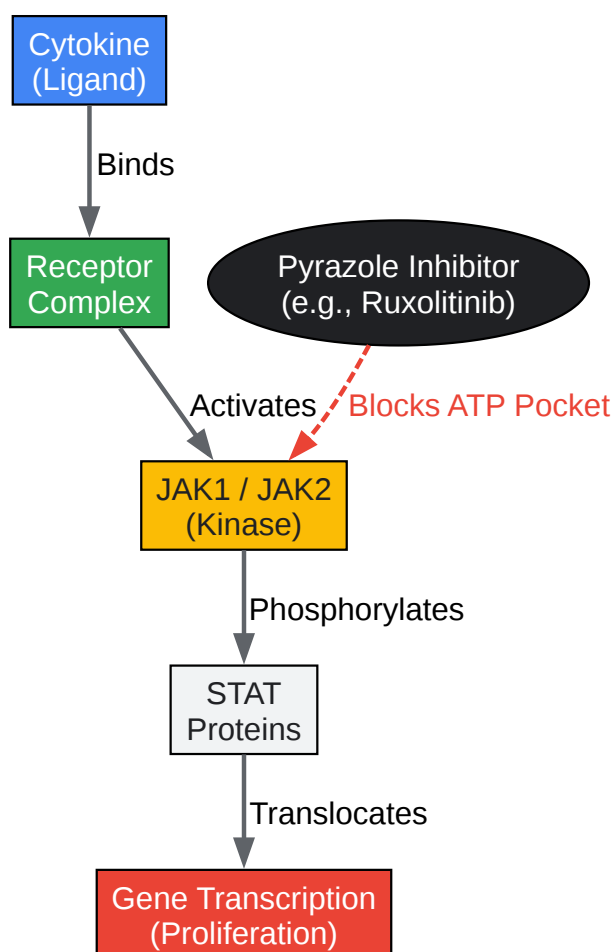 Cytokine
(Ligand)
Binds
Receptor
Complex
Pyrazole Inhibitor
(e.g., Ruxolitinib)
Activates
Blocks ATP Pocket
JAK1 / JAK2
(Kinase)
Phosphorylates
STAT
Proteins
Translocates
Gene Transcription
(Proliferation)